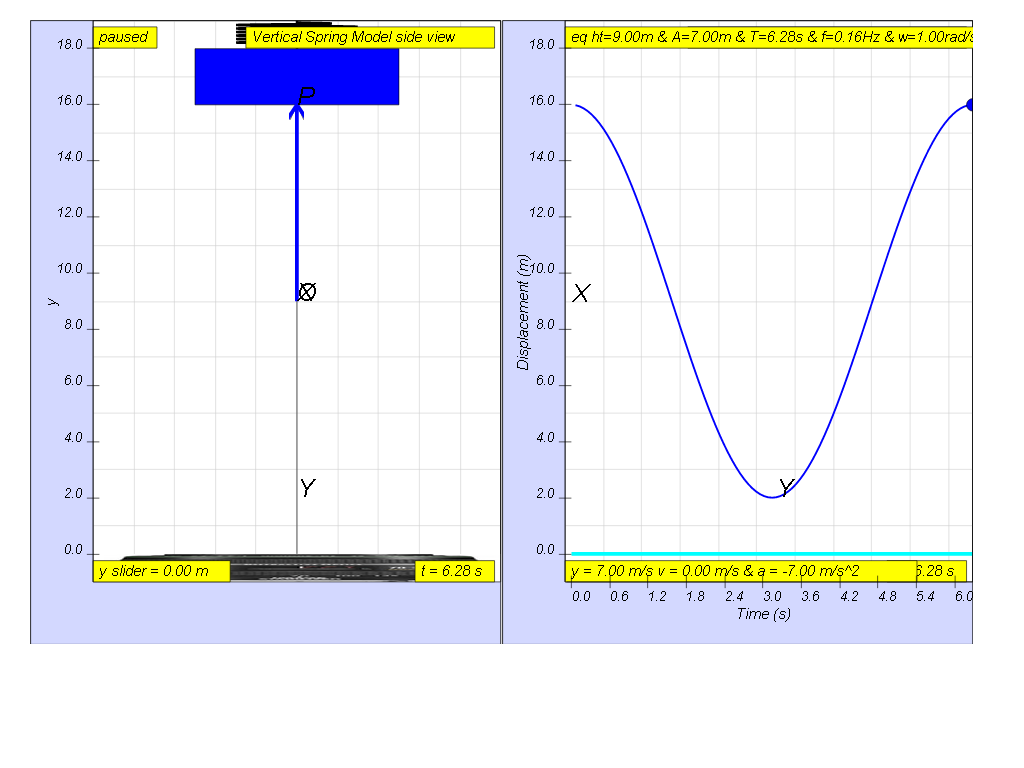 paused
Vertical Spring Model side view
18.0
16.0
14.0
12.0
10.0
8.0
6.0
4.0
2.0
0.0
y
P
O
X
Y
y slider = 0.00 m
t = 6.28 s
eq ht=9.00m & A=7.00m & T=6.28s & f=0.16Hz & w=1.00rad/s
18.0
16.0
14.0
12.0
10.0
8.0
6.0
4.0
2.0
0.0
Displacement (m)
X
Y
y = 7.00 m/s v = 0.00 m/s & a = -7.00 m/s^2
6.28 s
0.0 0.6 1.2 1.8 2.4 3.0 3.6 4.2 4.8 5.4 6.0
Time (s)